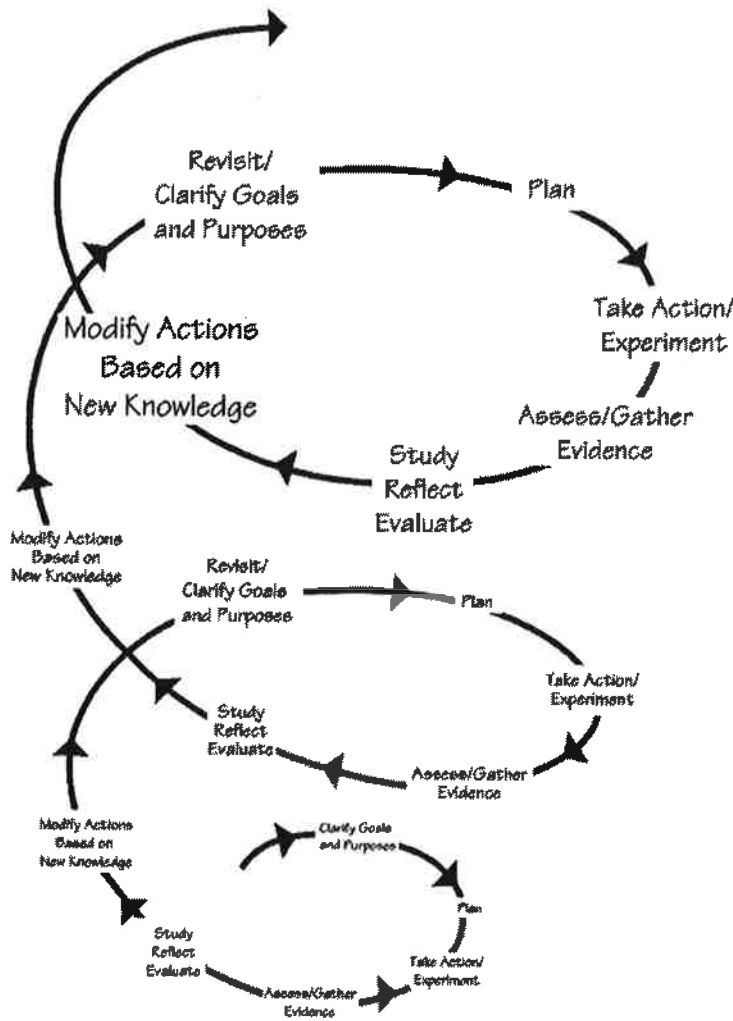 Revisit/
Clarify Goals
and Purposes
Plan
Take Action/
Experiment
Assess/Gather
Evidence
Study
Reflect
Evaluate
Modify Actions
Based on
New Knowledge
Modify Actions
Based on
New Knowledge
Revisit/
Clarify Goals
and Purposes
Plan
Take Action/
Experiment
Assess/Gather
Evidence
Study
Reflect
Evaluate
Modify Actions
Based on
New Knowledge
Clarify Goals
and Purposes
Plan
Take Action/
Experiment
Assess/Gather
Evidence
Study
Reflect
Evaluate